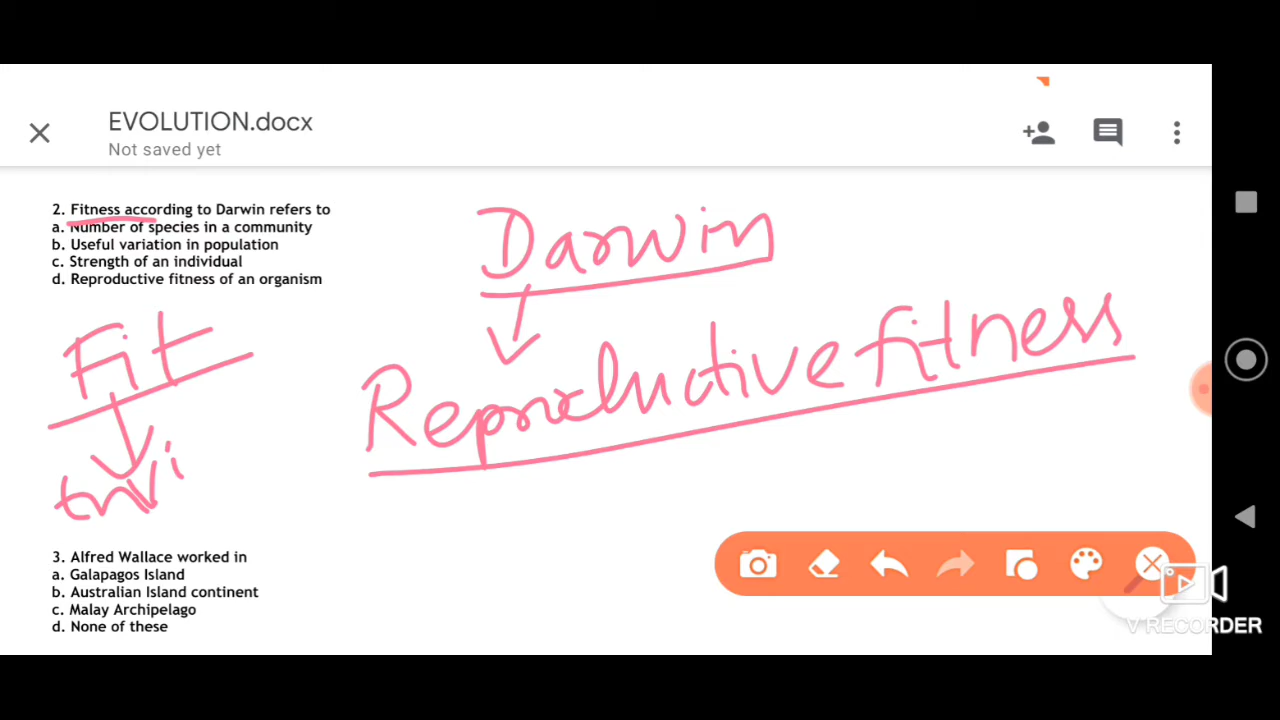 EVOLUTION.docx
Not saved yet
2. Fitness according to Darwin refers to
a. Number of species in a community
b. Useful variation in population
c. Strength of an individual
d. Reproductive fitness of an organism
Darwin
Reproductive fitness
Fit
3. Alfred Wallace worked in
a. Galapagos Island
b. Australian Island continent
c. Malay Archipelago
d. None of these
V RECORDER